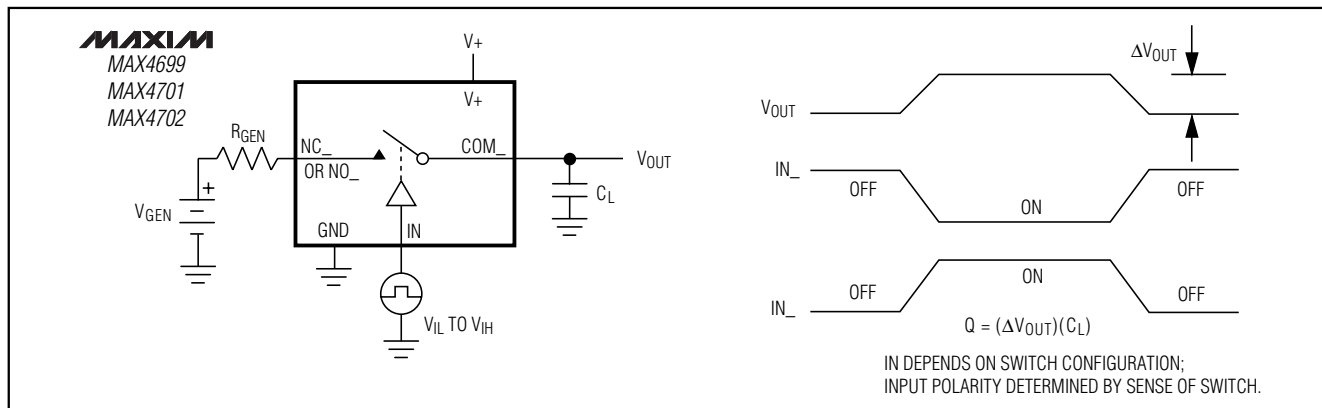 MAXIM
MAX4699
MAX4701
MAX4702
V+
V+
RGEN
NC_
OR NO_
COM_
VOUT
CL
VGEN
+
GND
IN
VIL TO VIH
ΔVOUT
VOUT
IN_
OFF
ON
OFF
IN_
OFF
ON
OFF
Q = (ΔVOUT)(CL)
IN DEPENDS ON SWITCH CONFIGURATION;
INPUT POLARITY DETERMINED BY SENSE OF SWITCH.